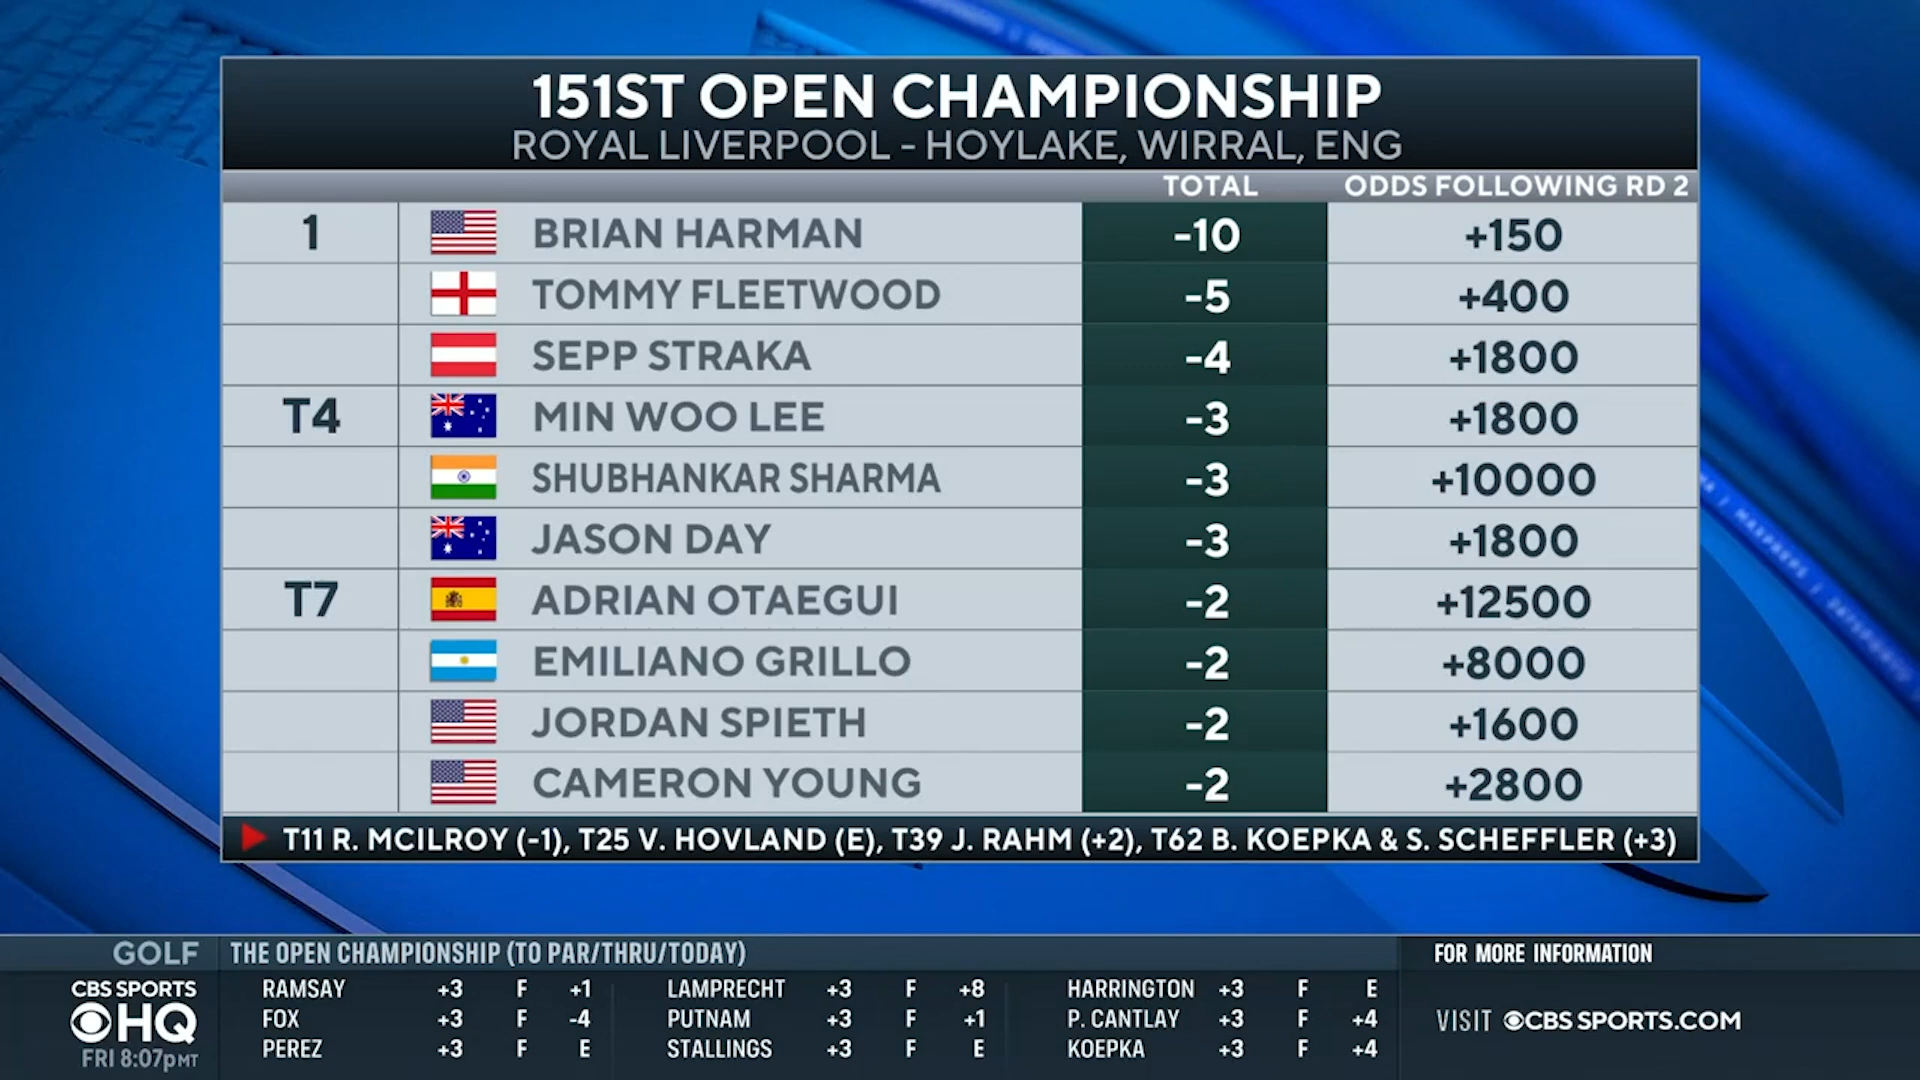 151ST OPEN CHAMPIONSHIP
ROYAL LIVERPOOL - HOYLAKE, WIRRAL, ENG
TOTAL ODDS FOLLOWING RD 2
1 BRIAN HARMAN -10 +150
TOMMY FLEETWOOD -5 +400
SEPP STRAKA -4 +1800
T4 MIN WOO LEE -3 +1800
SHUBHANKAR SHARMA -3 +10000
JASON DAY -3 +1800
T7 ADRIAN OTAEGUI -2 +12500
EMILIANO GRILLO -2 +8000
JORDAN SPIETH -2 +1600
CAMERON YOUNG -2 +2800
T11 R. MCILROY (-1), T25 V. HOVLAND (E), T39 J. RAHM (+2), T62 B. KOEPKA & S. SCHEFFLER (+3)
GOLF THE OPEN CHAMPIONSHIP (TO PAR/THRU/TODAY) FOR MORE INFORMATION
CBS SPORTS RAMSAY +3 F +1 LAMPRECHT +3 F +8 HARRINGTON +3 F E
HQ FOX +3 F -4 PUTNAM +3 F +1 P. CANTLAY +3 F +4 VISIT CBS SPORTS.COM
FRI 8:07pMT PEREZ +3 F E STALLINGS +3 F E KOEPKA +3 F +4